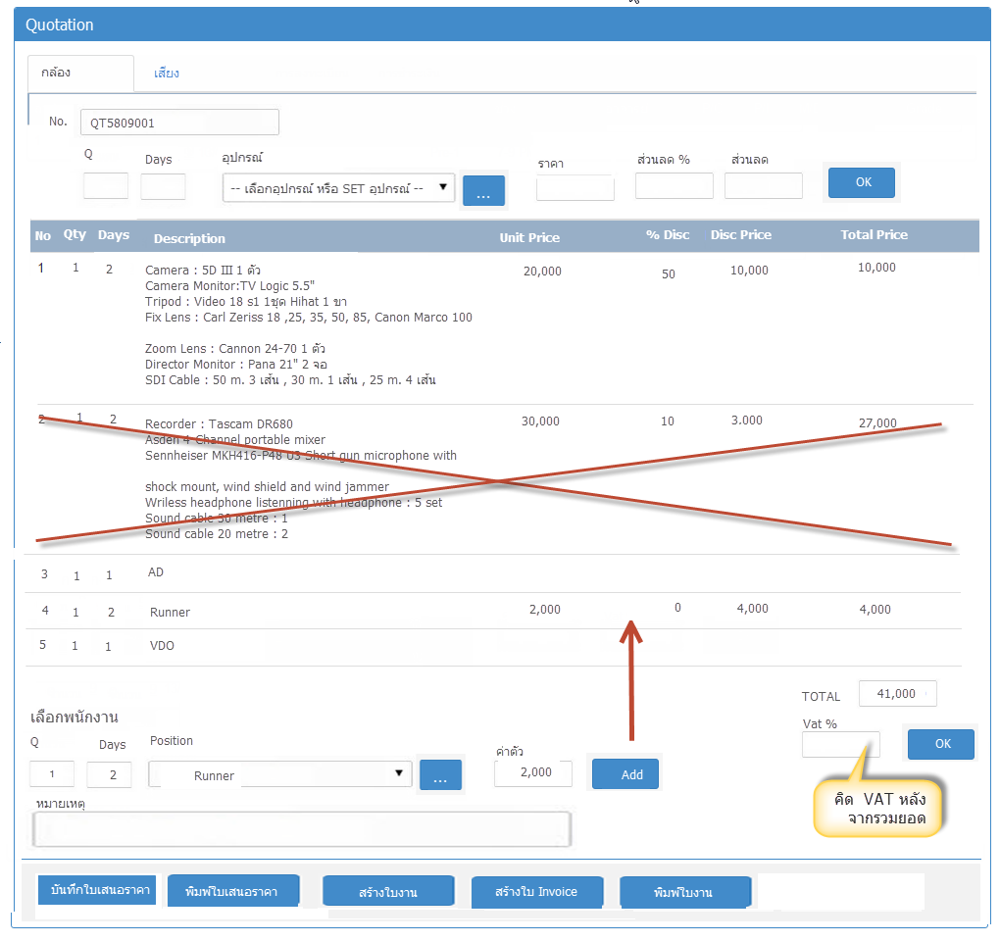 Quotation
กล้อง เสียง
No. QT5809001
Q Days อุปกรณ์ ราคา ส่วนลด % ส่วนลด
-- เลือกอุปกรณ์ หรือ SET อุปกรณ์ -- ... OK
No Qty Days Description Unit Price % Disc Disc Price Total Price
1 1 2 Camera : 5D III 1 ตัว 20,000 50 10,000 10,000
Camera Monitor:TV Logic 5.5"
Tripod : Video 18 s1 1ชุด Hihat 1 ขา
Fix Lens : Carl Zeriss 18 ,25, 35, 50, 85, Canon Marco 100
Zoom Lens : Cannon 24-70 1 ตัว
Director Monitor : Pana 21" 2 จอ
SDI Cable : 50 m. 3 เส้น , 30 m. 1 เส้น , 25 m. 4 เส้น
2 1 2 Recorder : Tascam DR680 30,000 10 3.000 27,000
Asden 4-Channel portable mixer
Sennheiser MKH416-P48 U3 Short gun microphone with
shock mount, wind shield and wind jammer
Wriless headphone listenning with headphone : 5 set
Sound cable 30 metre : 1
Sound cable 20 metre : 2
3 1 1 AD
4 1 2 Runner 2,000 0 4,000 4,000
5 1 1 VDO
TOTAL 41,000
เลือกพนักงาน
Vat % OK
Q Days Position ค่าตัว
1 2 Runner ... 2,000 Add
คิด VAT หลัง
จากรวมยอด
หมายเหตุ
บันทึกใบเสนอราคา พิมพ์ใบเสนอราคา สร้างใบงาน สร้างใบ Invoice พิมพ์ใบงาน